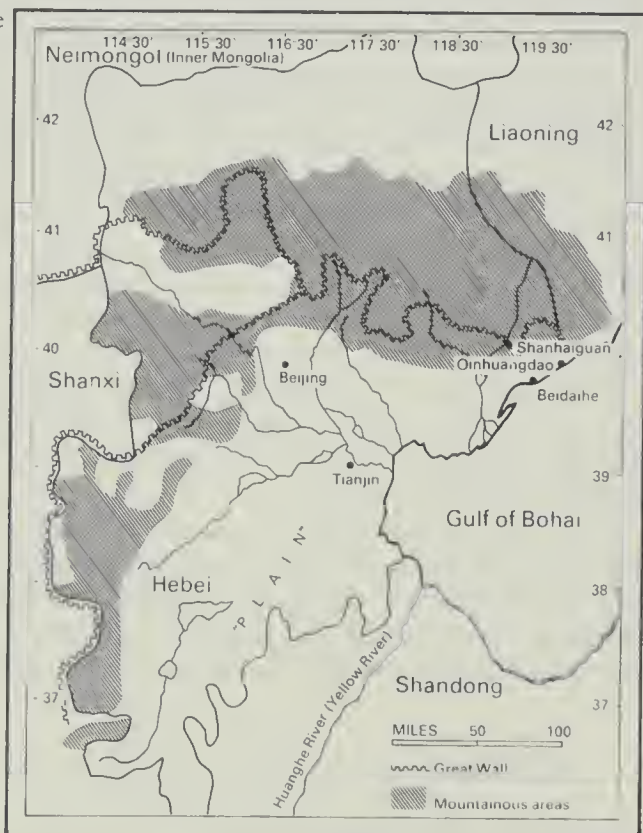 e
114 30' 115 30' 116 30' 117 30' 118 30' 119 30'
Neimongol (Inner Mongolia)
42 42
Liaoning
41 41
40
Shanhaiguan
Qinhuangdao
Shanxi
Beijing
Beidaihe
39
Tianjin
Gulf of Bohai
"PLAIN"
Hebei
38
Huanghe River (Yellow River)
37 37
Shandong
MILES 50 100
Great Wall
Mountainous areas